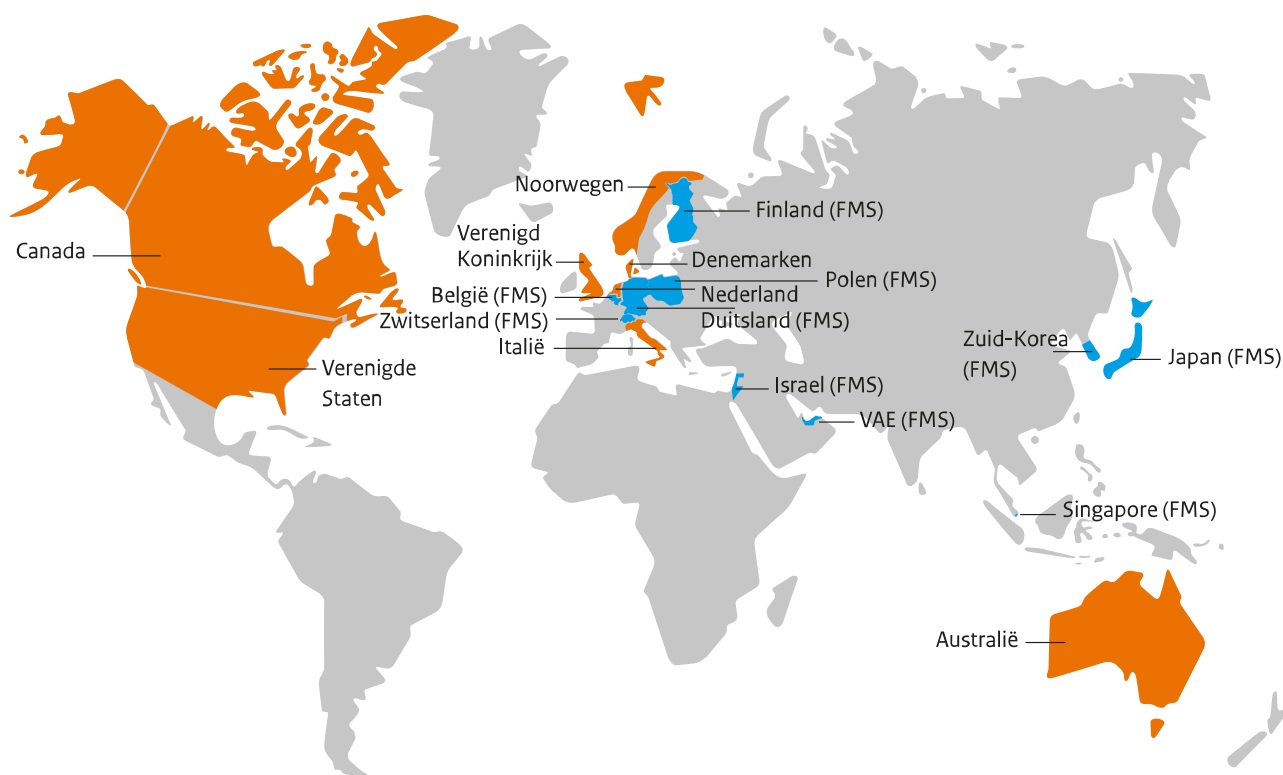 Noorwegen
Finland (FMS)
Verenigd
Koninkrijk
Canada
Denemarken
Polen (FMS)
België (FMS)
Nederland
Zwitserland (FMS)
Duitsland (FMS)
Italië
Zuid-Korea
(FMS)
Japan (FMS)
Verenigde
Staten
Israel (FMS)
VAE (FMS)
Singapore (FMS)
Australië